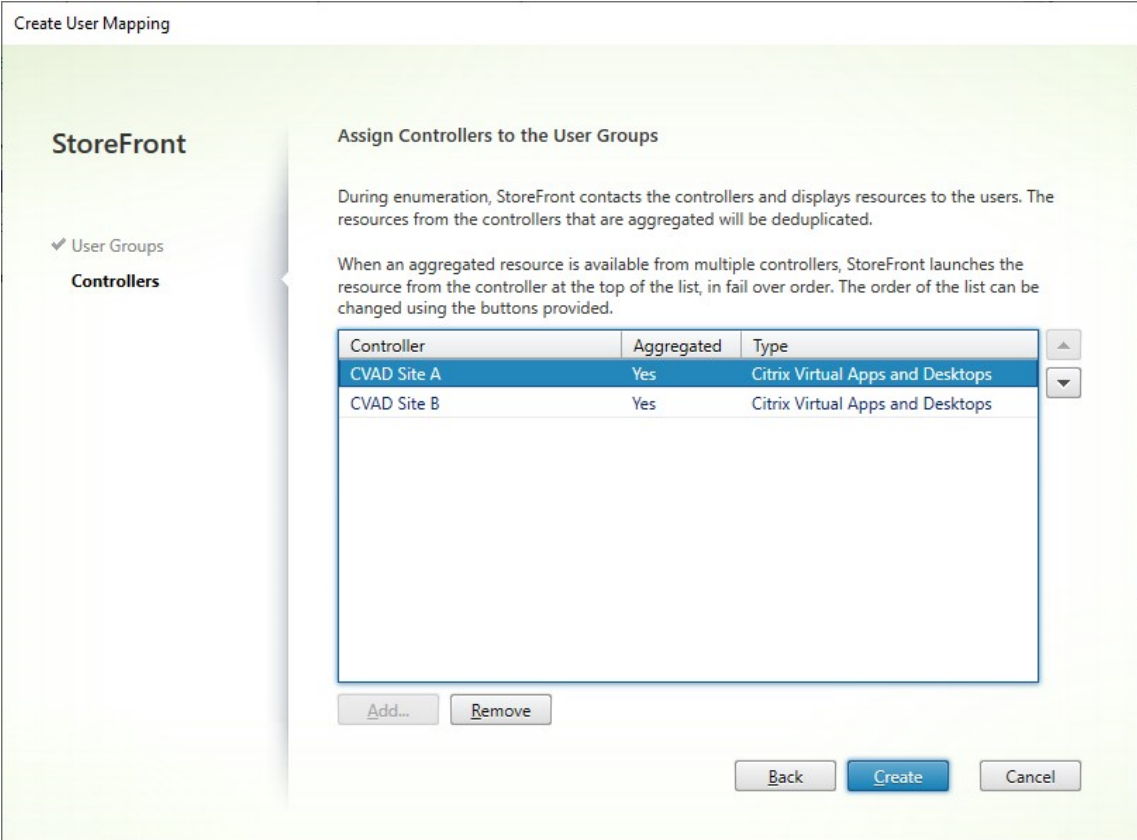 Create User Mapping
StoreFront
User Groups
Controllers
Assign Controllers to the User Groups
During enumeration, StoreFront contacts the controllers and displays resources to the users. The
resources from the controllers that are aggregated will be deduplicated.
When an aggregated resource is available from multiple controllers, StoreFront launches the
resource from the controller at the top of the list, in fail over order. The order of the list can be
changed using the buttons provided.
Controller Aggregated Type
CVAD Site A Yes Citrix Virtual Apps and Desktops
CVAD Site B Yes Citrix Virtual Apps and Desktops
Add... Remove
Back Create Cancel